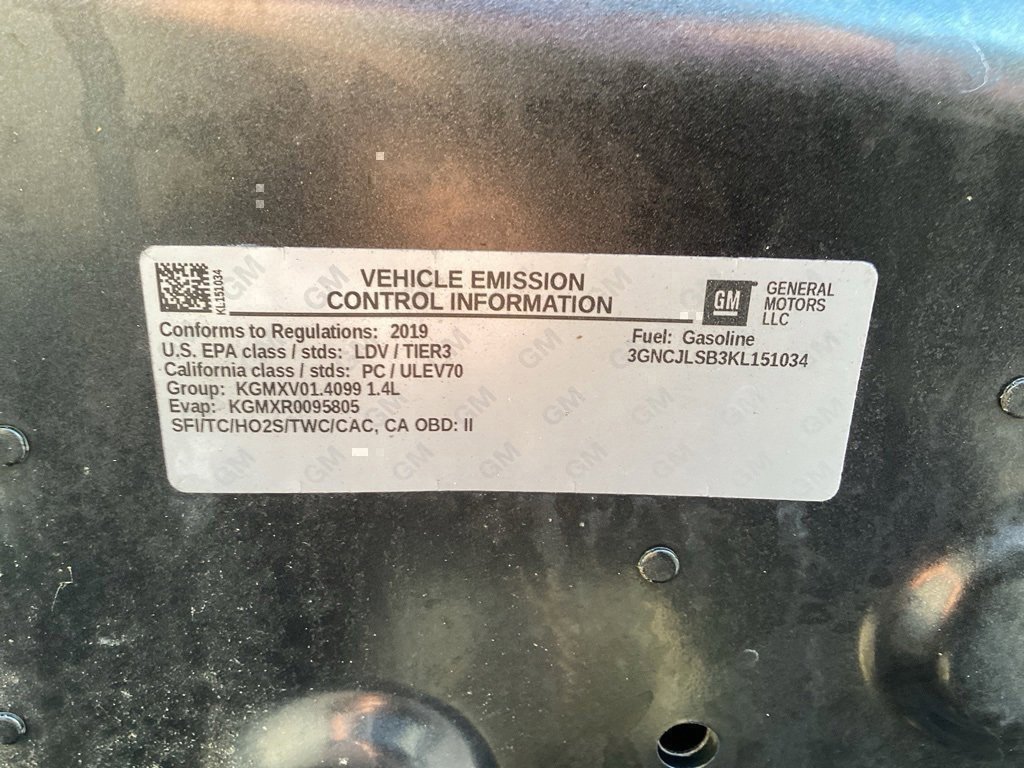 KL151034
VEHICLE EMISSION
CONTROL INFORMATION
GM
GENERAL
MOTORS
LLC
Conforms to Regulations: 2019
U.S. EPA class / stds: LDV / TIER3
California class / stds: PC / ULEV70
Group: KGMXV01.4099 1.4L
Evap: KGMXR0095805
SFI/TC/HO2S/TWC/CAC, CA OBD: II
Fuel: Gasoline
3GNCJLSB3KL151034